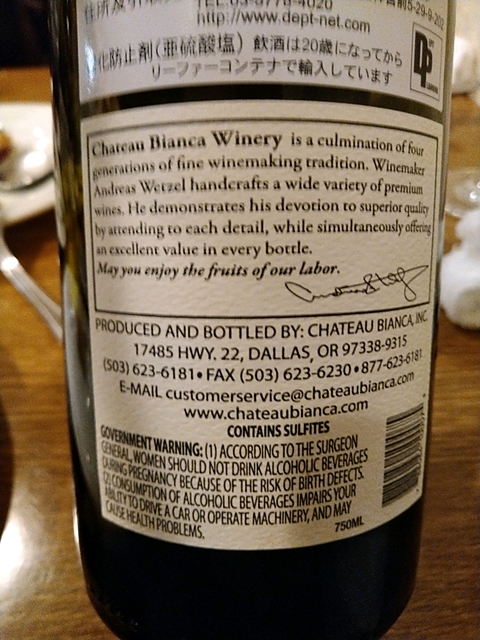 TEL.03-5778-4020
http://www.dept-net.com
化防止剤(亜硫酸塩) 飲酒は20歳になってから
リーファーコンテナで輸入しています
DP
Chateau Bianca Winery is a culmination of four
generations of fine winemaking tradition. Winemaker
Andreas Wetzel handcrafts a wide variety of premium
wines. He demonstrates his devotion to superior quality
by attending to each detail, while simultaneously offering
an excellent value in every bottle.
May you enjoy the fruits of our labor.
PRODUCED AND BOTTLED BY: CHATEAU BIANCA, INC.
17485 HWY. 22, DALLAS, OR 97338-9315
(503) 623-6181 • FAX (503) 623-6230 • 877-623-6181
E-MAIL customerservice@chateaubianca.com
www.chateaubianca.com
CONTAINS SULFITES
GOVERNMENT WARNING: (1) ACCORDING TO THE SURGEON
GENERAL, WOMEN SHOULD NOT DRINK ALCOHOLIC BEVERAGES
DURING PREGNANCY BECAUSE OF THE RISK OF BIRTH DEFECTS.
(2) CONSUMPTION OF ALCOHOLIC BEVERAGES IMPAIRS YOUR
ABILITY TO DRIVE A CAR OR OPERATE MACHINERY, AND MAY
CAUSE HEALTH PROBLEMS.
750ML